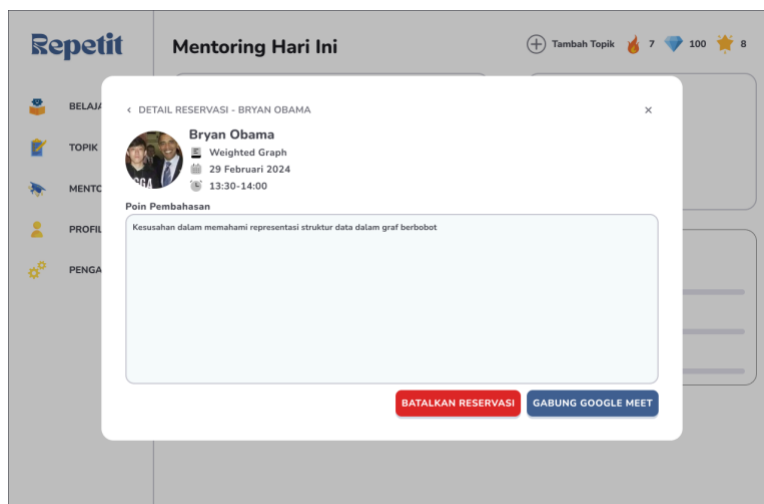 Repetit
Mentoring Hari Ini
Tambah Topik 7 100 8
BELAJA
TOPIK
MENTO
PROFIL
PENGA
DETAIL RESERVASI - BRYAN OBAMA
Bryan Obama
Weighted Graph
29 Februari 2024
13:30-14:00
Poin Pembahasan
Kesusahan dalam memahami representasi struktur data dalam graf berbobot
BATALKAN RESERVASI
GABUNG GOOGLE MEET